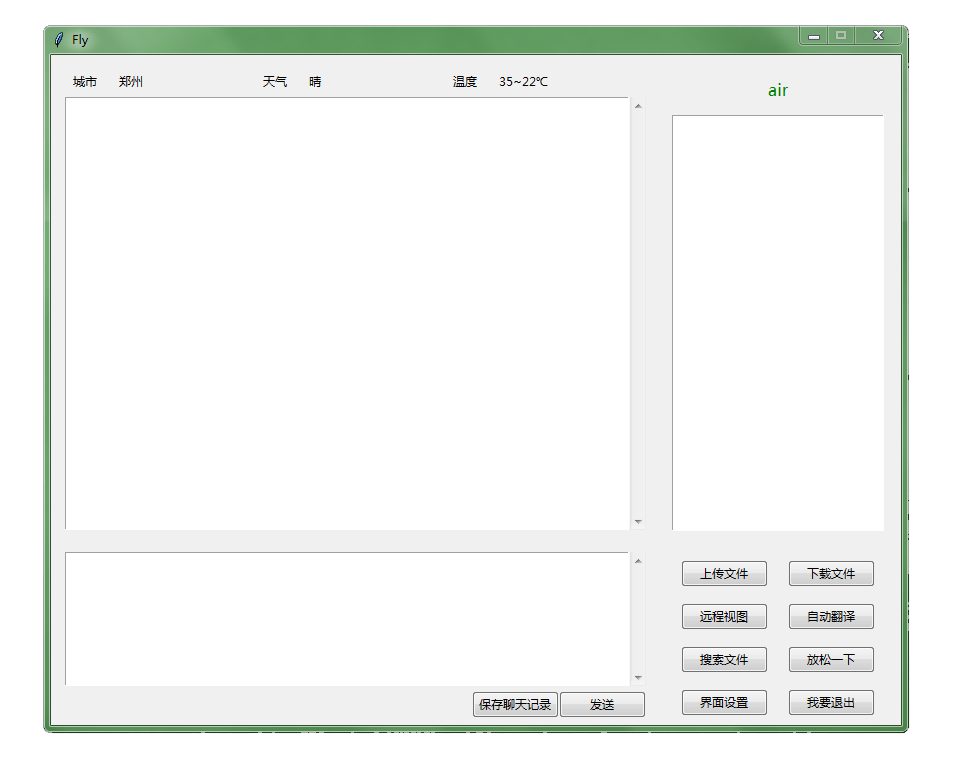 Fly
城市 郑州 天气 晴 温度 35~22℃
air
上传文件 下载文件
远程视图 自动翻译
搜索文件 放松一下
界面设置 我要退出
保存聊天记录 发送